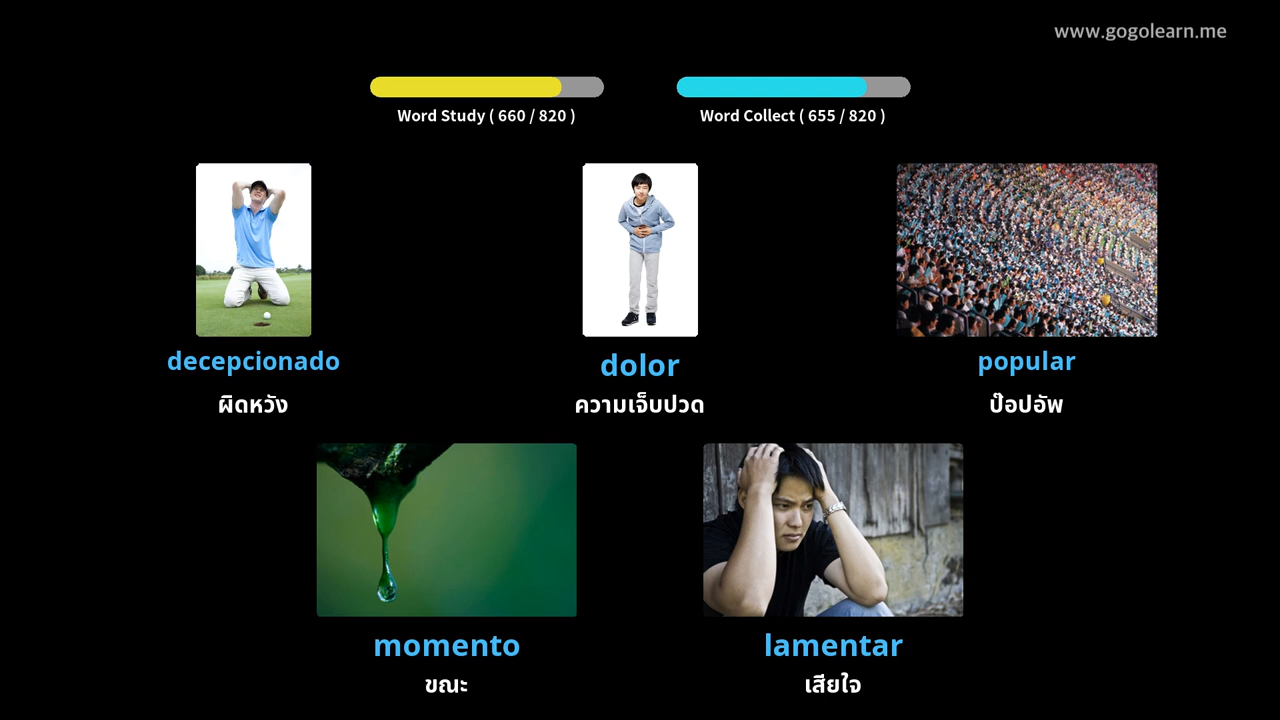 www.gogolearn.me
Word Study ( 660 / 820 )
Word Collect ( 655 / 820 )
decepcionado
ผิดหวัง
dolor
ความเจ็บปวด
popular
ป๊อปอัพ
momento
ขณะ
lamentar
เสียใจ